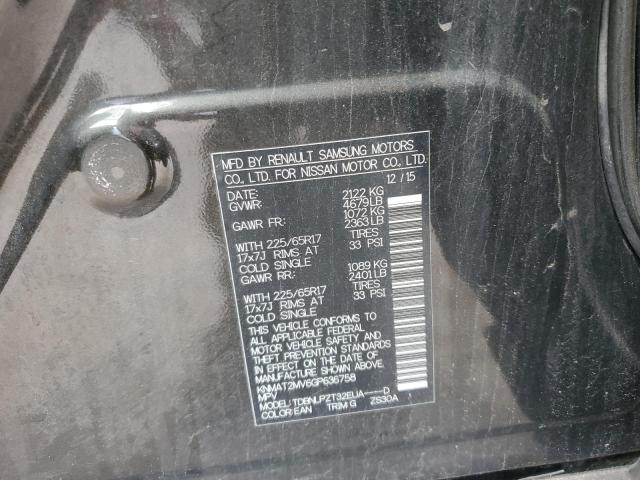 MFD BY RENAULT SAMSUNG MOTORS
CO., LTD. FOR NISSAN MOTOR CO., LTD.
DATE: 12/15
GVWR: 2122 KG
4679LB
GAWR FR: 1072 KG
2363LB
WITH 225/65R17 TIRES
17x7J RIMS AT 33 PSI
COLD SINGLE
GAWR RR: 1089 KG
2401LB
WITH 225/65R17 TIRES
17x7J RIMS AT 33 PSI
COLD SINGLE
THIS VEHICLE CONFORMS TO
ALL APPLICABLE FEDERAL
MOTOR VEHICLE SAFETY AND
THEFT PREVENTION STANDARDS
IN EFFECT ON THE DATE OF
MANUFACTURE SHOWN ABOVE.
KNMAT2MV6GP636758
MPV
MODEL: TDBNLPZT32EUA-----D
COLOR:EAN TRIM:G ZS30A